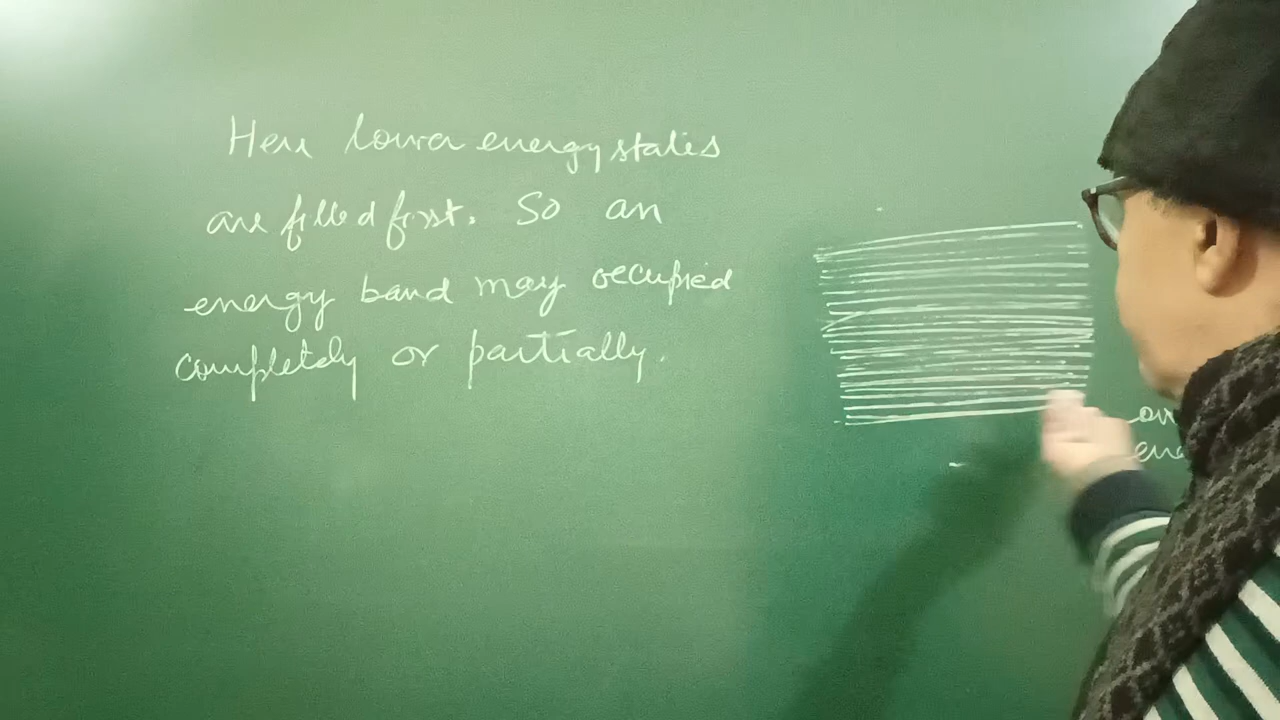 Here lower energy states
are filled first. So an
energy band may occupied
completely or partially.